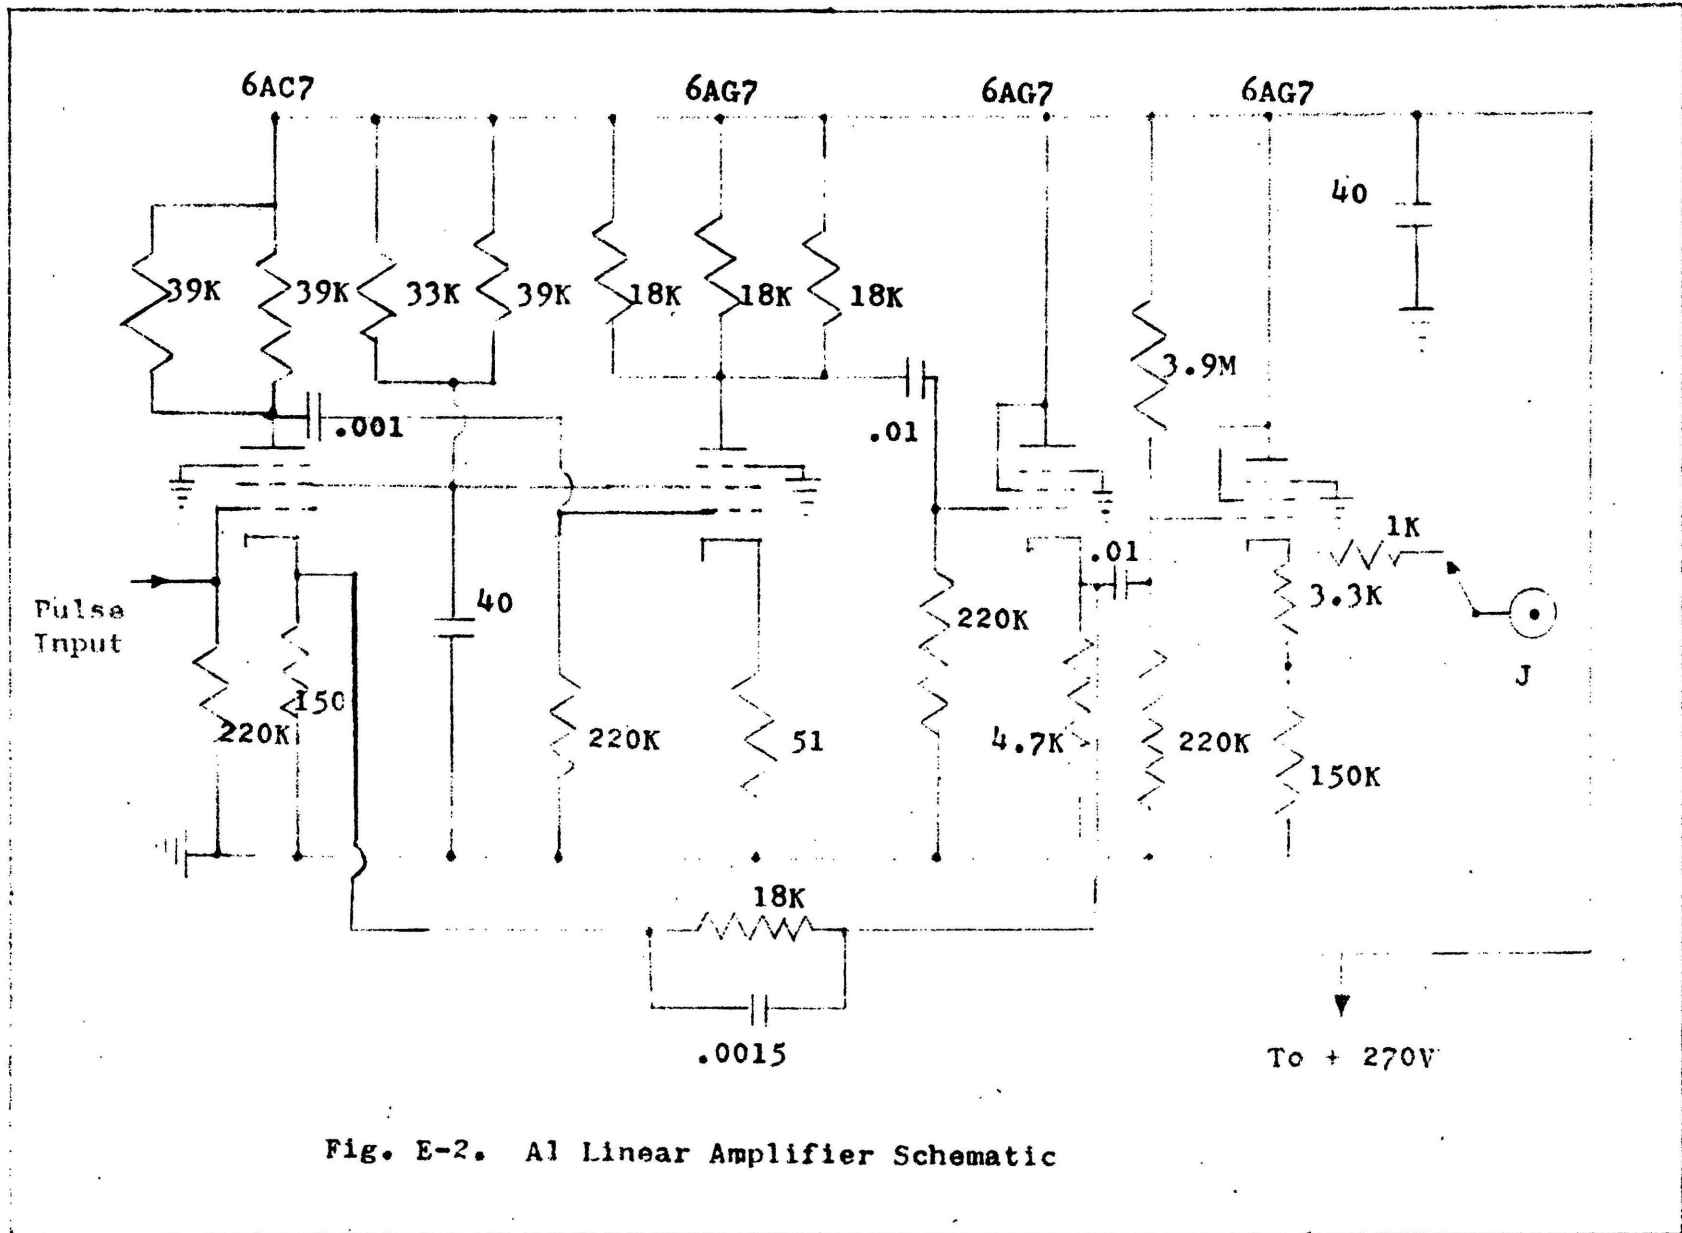 6AC7
6AG7
6AG7
6AG7
40
39K
39K
33K
39K
18K
18K
18K
3.9M
.001
.01
.01
1K
Pulse
Input
40
220K
3.3K
J
150
220K
220K
51
4.7K
220K
150K
18K
.0015
To + 270V
Fig. E-2. Al Linear Amplifier Schematic